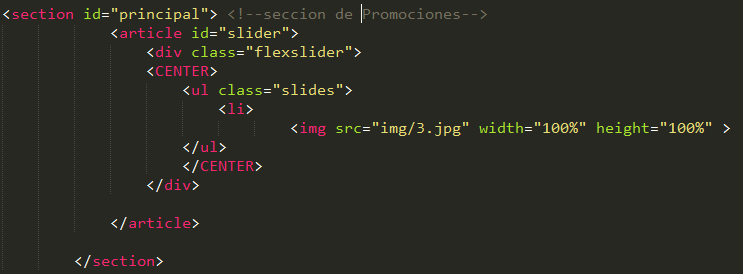 <section id="principal"> <!--seccion de Promociones-->
<article id="slider">
<div class="flexslider">
<CENTER>
<ul class="slides">
<li>
<img src="img/3.jpg" width="100%" height="100%" >
</ul>
</CENTER>
</div>
</article>
</section>